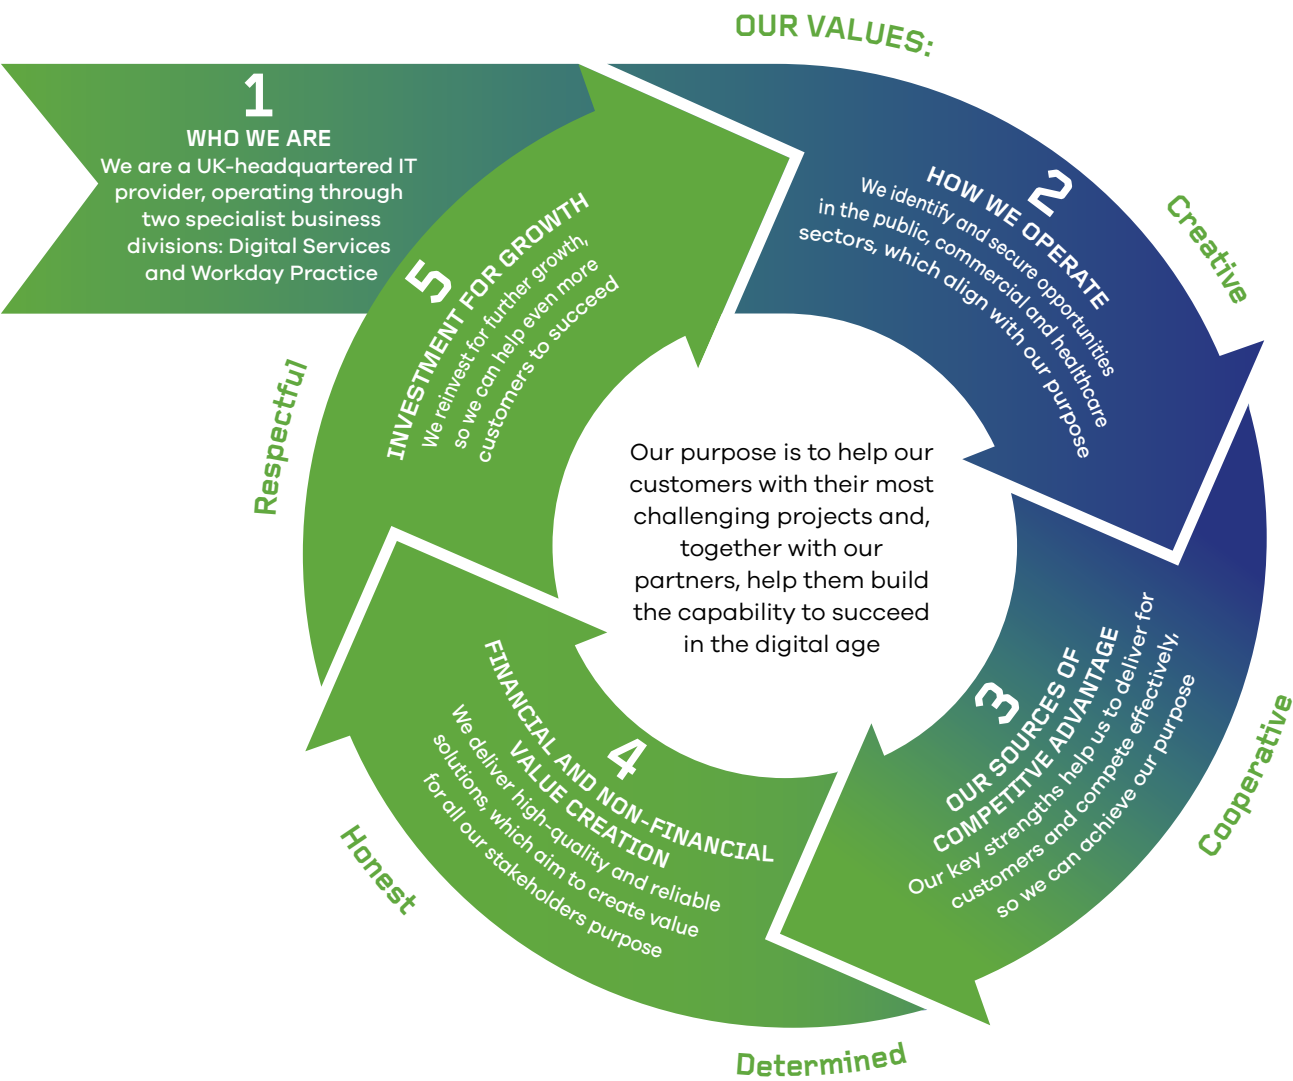 OUR VALUES:
1
WHO WE ARE
We are a UK-headquartered IT
provider, operating through
two specialist business
divisions: Digital Services
and Workday Practice
2
HOW WE OPERATE
We identify and secure opportunities
in the public, commercial and healthcare
sectors, which align with our purpose
Creative
3
OUR SOURCES OF
COMPETITVE ADVANTAGE
Our key strengths help us to deliver for
customers and compete effectively,
so we can achieve our purpose
Cooperative
4
FINANCIAL AND NON-FINANCIAL
VALUE CREATION
We deliver high-quality and reliable
solutions, which aim to create value
for all our stakeholders purpose
Determined
Honest
5
INVESTMENT FOR GROWTH
We reinvest for further growth,
so we can help even more
customers to succeed
Respectful
Our purpose is to help our
customers with their most
challenging projects and,
together with our
partners, help them build
the capability to succeed
in the digital age